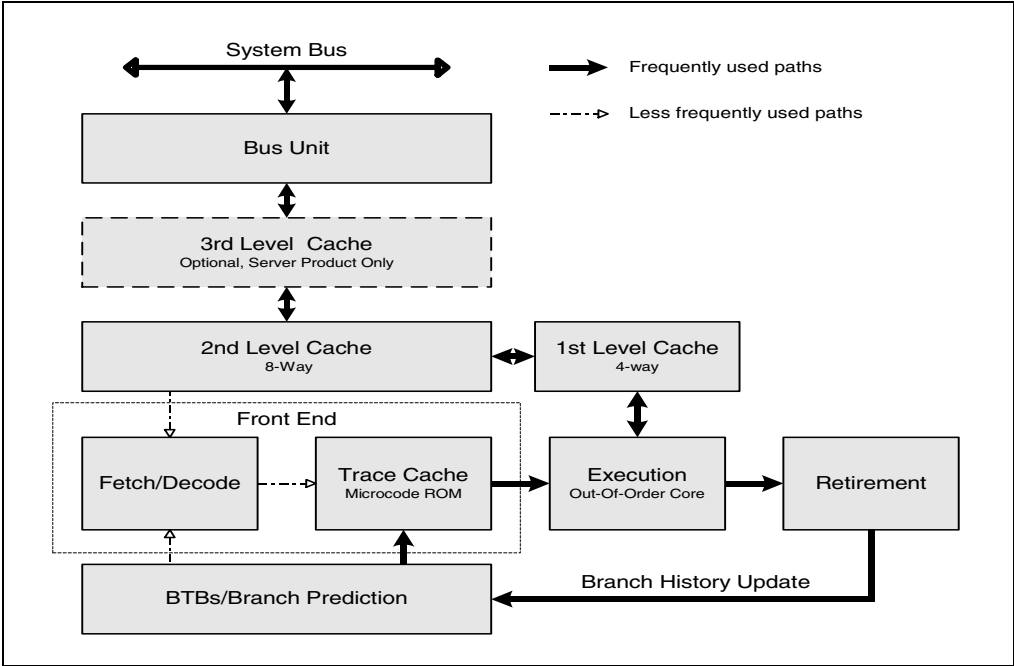 System Bus
Frequently used paths
Less frequently used paths
Bus Unit
3rd Level Cache
Optional, Server Product Only
2nd Level Cache
8-Way
1st Level Cache
4-way
Front End
Fetch/Decode
Trace Cache
Microcode ROM
Execution
Out-Of-Order Core
Retirement
Branch History Update
BTBs/Branch Prediction